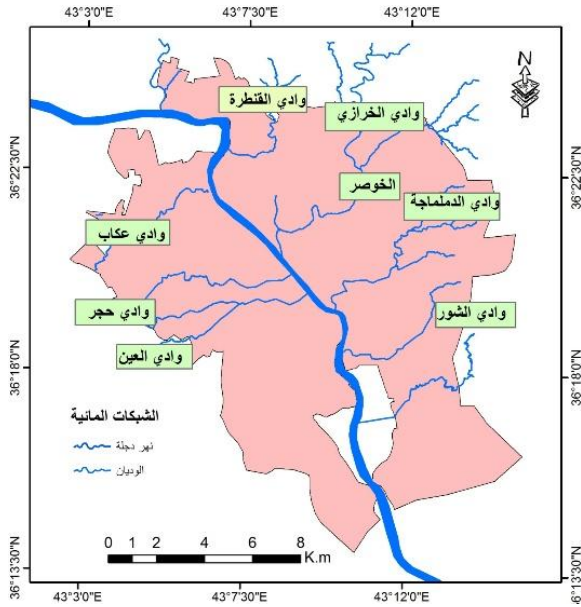 43°3'0"E 43°7'30"E 43°12'0"E
N
وادي القنطرة
وادي الخرازي
36°22'30"N
36°22'30"N
الخوصر
وادي الدملماجة
وادي عكاب
وادي حجر
وادي الشور
وادي العين
36°18'0"N
36°18'0"N
الشبكات المائية
نهر دجلة
الوديان
0 1 2 4 6 8
K.m
36°13'30"N
36°13'30"N
43°3'0"E 43°7'30"E 43°12'0"E